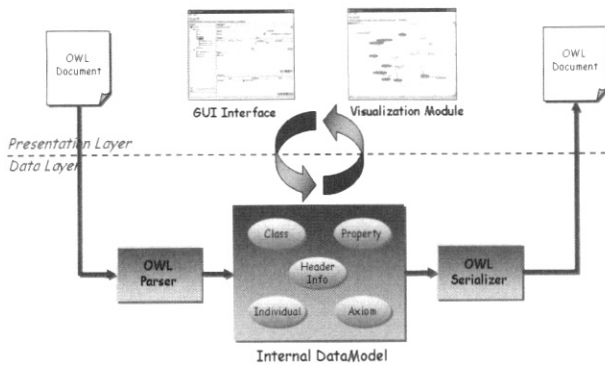 OWL
Document
OWL
Document
GUI Interface
Visualization Module
Presentation Layer
Data Layer
Class
Property
OWL
Parser
Header
Info
OWL
Serializer
Individual
Axiom
Internal DataModel